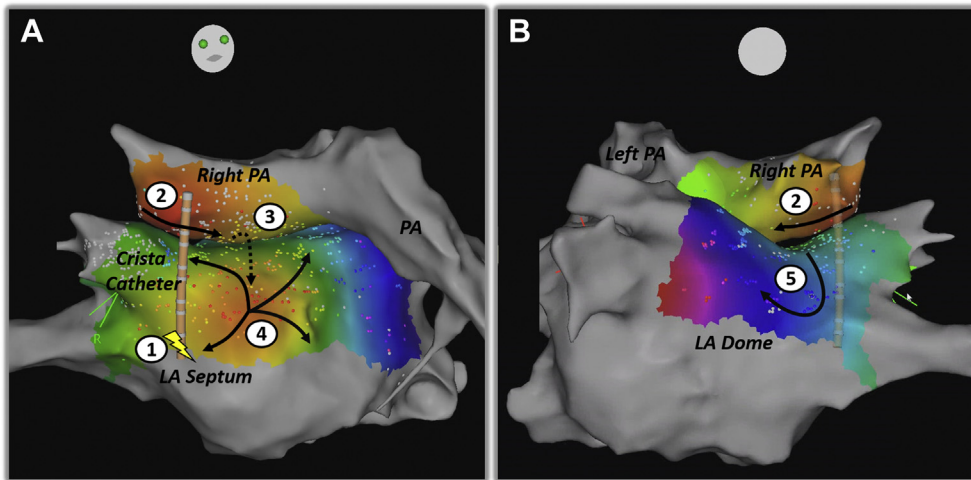 A
Right PA
2
3
PA
Crista
Catheter
R
4
1
LA Septum
B
Left PA
Right PA
2
5
LA Dome